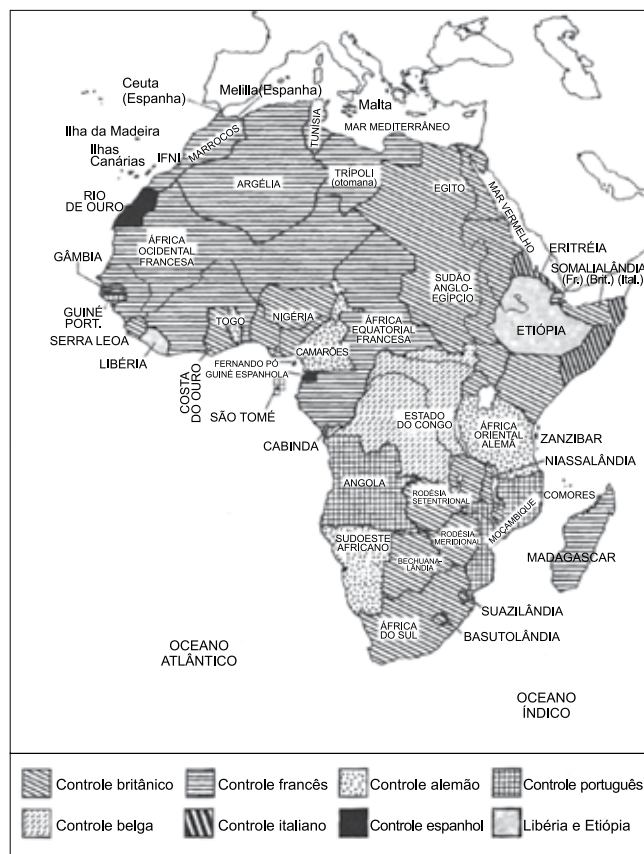 Ceuta
(Espanha)
Melilla(Espanha)
Malta
Ilha da Madeira
MAR MEDITERRÂNEO
TUNISIA
Ilhas
Canárias
IFNI
MARROCOS
TRÍPOLI
(otomana)
ARGÉLIA
EGITO
RIO
DE OURO
MAR VERMELHO
ÁFRICA
OCIDENTAL
FRANCESA
ERITRÉIA
GÂMBIA
SOMALIALÂNDIA
(Fr.) (Brit.) (Ital.)
SUDÃO
ANGLO-
EGÍPCIO
GUINÉ
PORT.
NIGÉRIA
TOGO
ÁFRICA
EQUATORIAL
FRANCESA
ETIÓPIA
SERRA LEOA
CAMARÕES
LIBÉRIA
COSTA
DO OURO
FERNANDO PÓ
GUINÉ ESPANHOLA
SÃO TOMÉ
ESTADO
DO CONGO
ÁFRICA
ORIENTAL
ALEMÃ
ZANZIBAR
CABINDA
NIASSALÂNDIA
ANGOLA
COMORES
RODÉSIA
SETENTRIONAL
MOÇAMBIQUE
SUDOESTE
AFRICANO
RODÉSIA
MERIDIONAL
MADAGASCAR
BECHUANA-
LÂNDIA
SUAZILÂNDIA
ÁFRICA
DO SUL
BASUTOLÂNDIA
OCEANO
ATLÂNTICO
OCEANO
ÍNDICO
Controle britânico
Controle francês
Controle alemão
Controle português
Controle belga
Controle italiano
Controle espanhol
Libéria e Etiópia